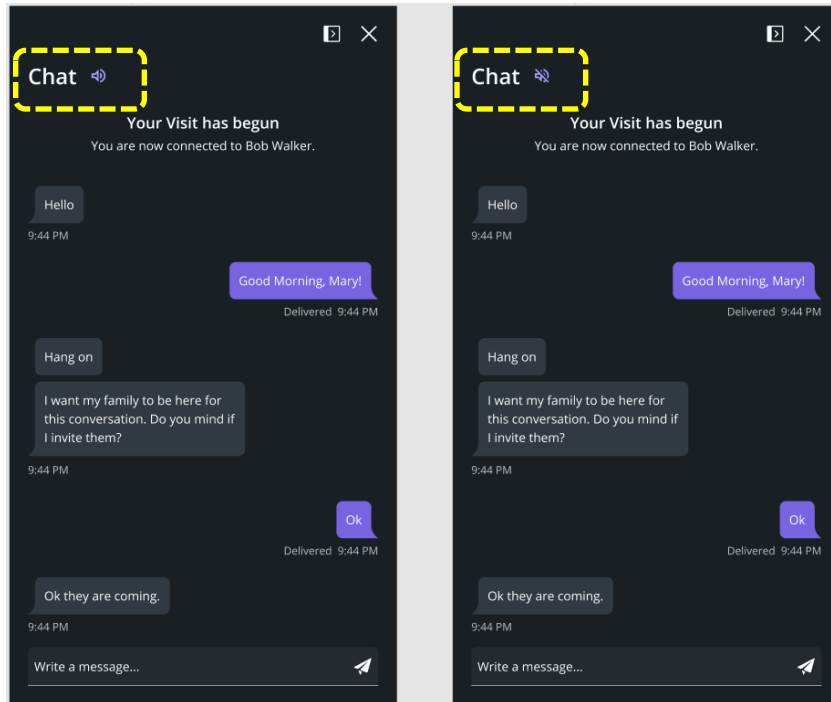 Chat
Your Visit has begun
You are now connected to Bob Walker.
Hello
9:44 PM
Good Morning, Mary!
Delivered 9:44 PM
Hang on
I want my family to be here for
this conversation. Do you mind if
I invite them?
9:44 PM
Ok
Delivered 9:44 PM
Ok they are coming.
9:44 PM
Write a message...
Chat
Your Visit has begun
You are now connected to Bob Walker.
Hello
9:44 PM
Good Morning, Mary!
Delivered 9:44 PM
Hang on
I want my family to be here for
this conversation. Do you mind if
I invite them?
9:44 PM
Ok
Delivered 9:44 PM
Ok they are coming.
9:44 PM
Write a message...